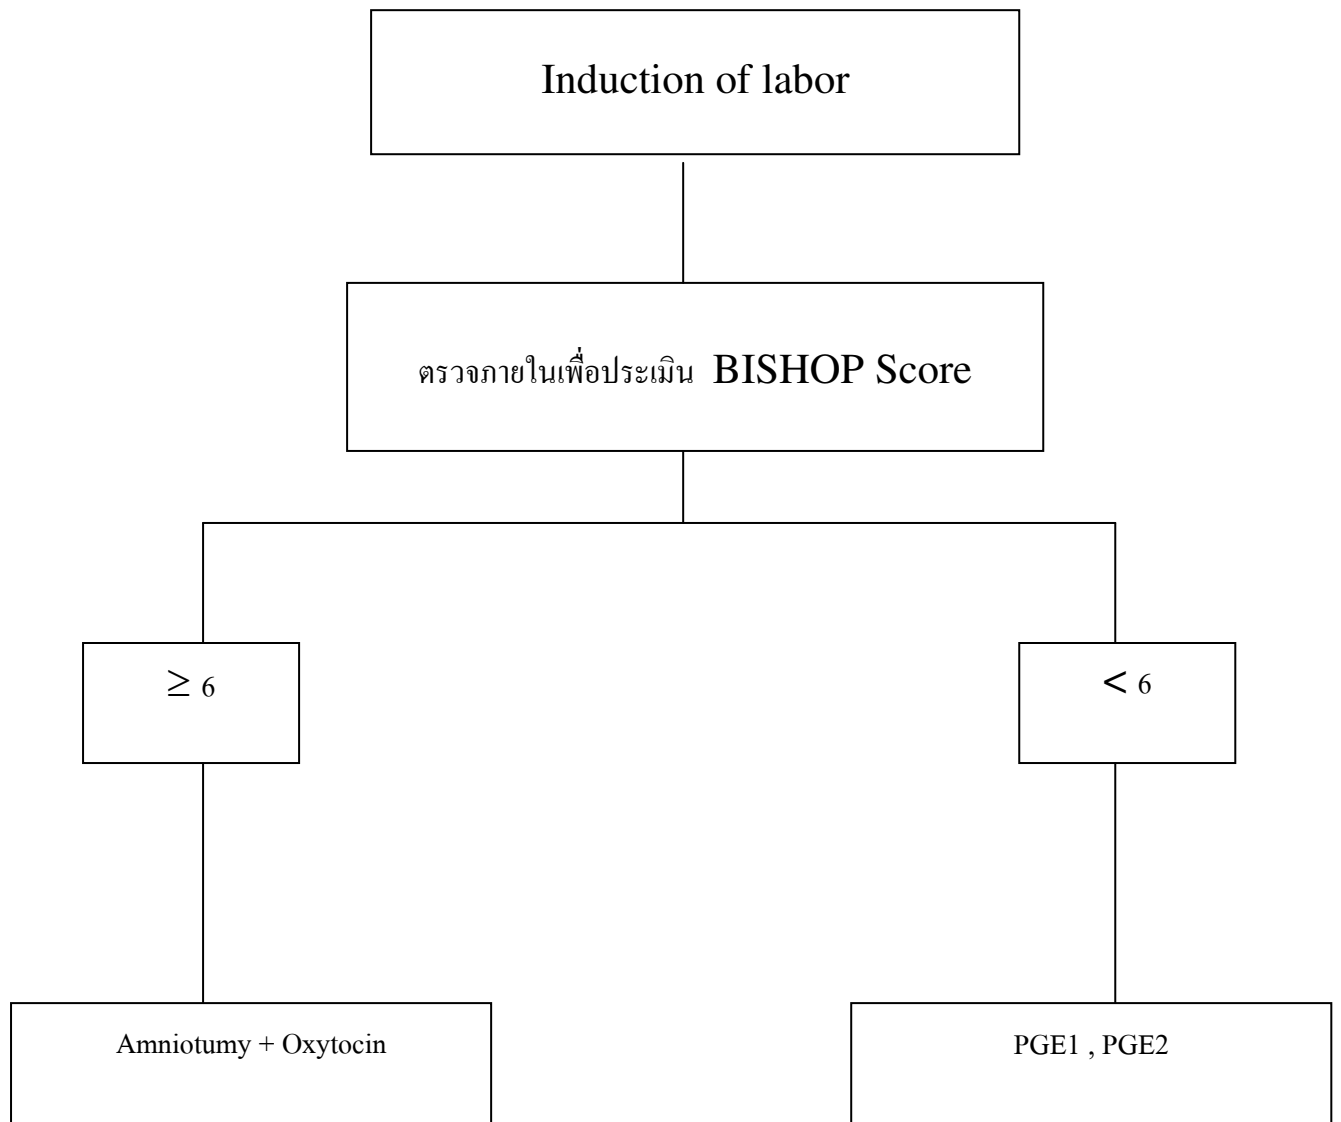 Induction of labor
ตรวจภายในเพื่อประเมิน BISHOP Score
≥ 6
< 6
Amniotumy + Oxytocin
PGE1 , PGE2